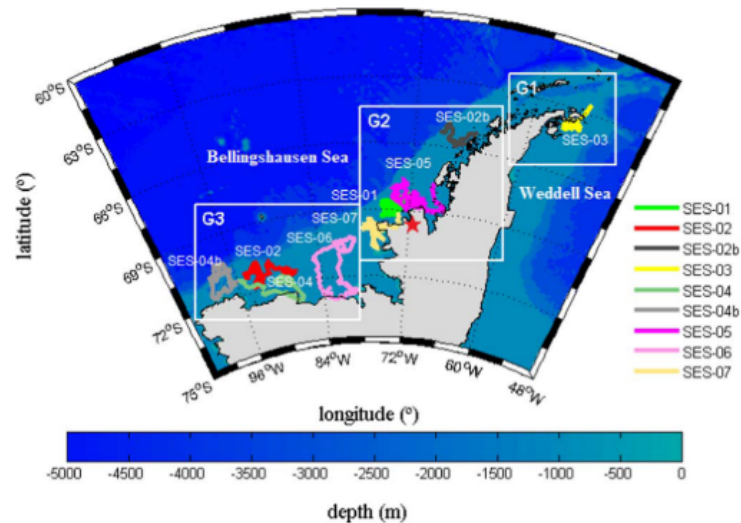 60°S
63°S
66°S
69°S
72°S
75°S
latitude (°)
G1
G2
G3
SES-02b
SES-03
Bellingshausen Sea
SES-05
Weddell Sea
SES-01
SES-07
SES-06
SES-02
SES-04b
SES-04
96°W
84°W
72°W
60°W
48°W
longitude (°)
SES-01
SES-02
SES-02b
SES-03
SES-04
SES-04b
SES-05
SES-06
SES-07
-5000 -4500 -4000 -3500 -3000 -2500 -2000 -1500 -1000 -500 0
depth (m)